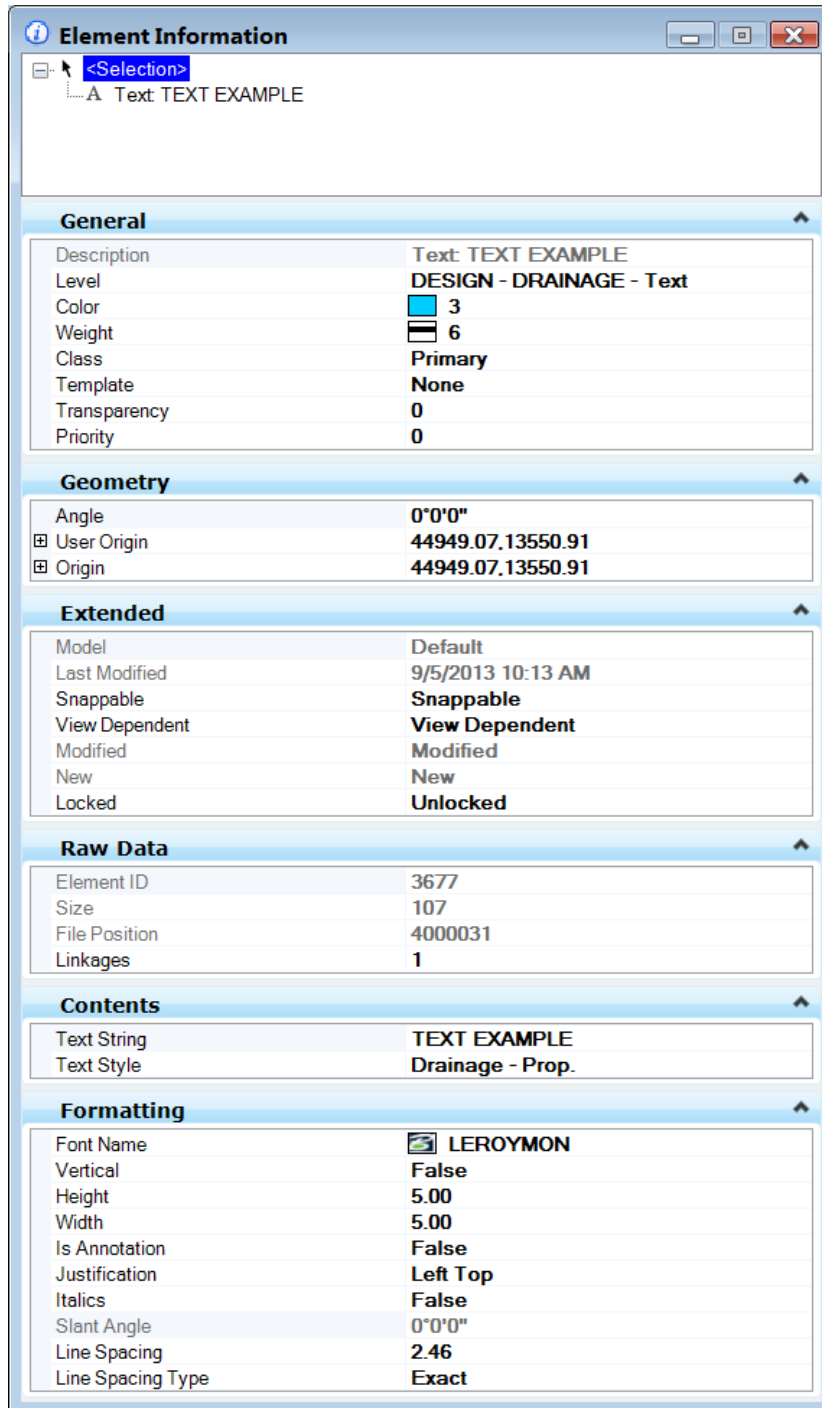 Element Information
<Selection>
A Text: TEXT EXAMPLE
General
Description Text: TEXT EXAMPLE
Level DESIGN - DRAINAGE - Text
Color 3
Weight 6
Class Primary
Template None
Transparency 0
Priority 0
Geometry
Angle 0°0'0"
User Origin 44949.07,13550.91
Origin 44949.07,13550.91
Extended
Model Default
Last Modified 9/5/2013 10:13 AM
Snappable Snappable
View Dependent View Dependent
Modified Modified
New New
Locked Unlocked
Raw Data
Element ID 3677
Size 107
File Position 4000031
Linkages 1
Contents
Text String TEXT EXAMPLE
Text Style Drainage - Prop.
Formatting
Font Name LEROYMON
Vertical False
Height 5.00
Width 5.00
Is Annotation False
Justification Left Top
Italics False
Slant Angle 0°0'0"
Line Spacing 2.46
Line Spacing Type Exact